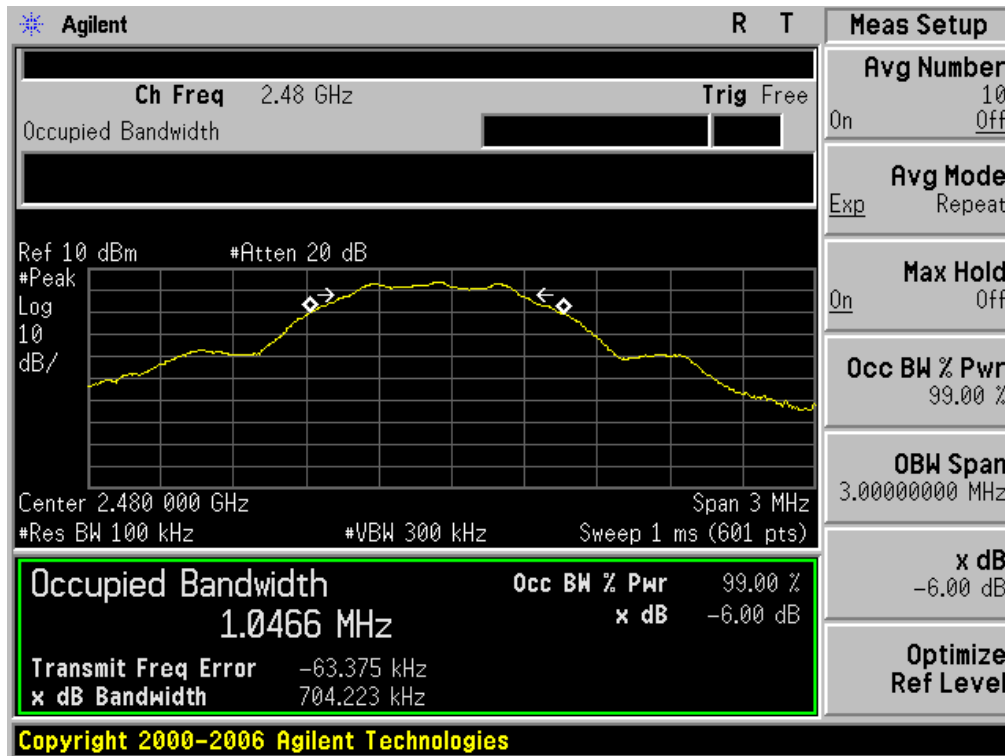 Agilent R T
Ch Freq 2.48 GHz Trig Free
Occupied Bandwidth
Ref 10 dBm #Atten 20 dB
#Peak
Log
10
dB/
Center 2.480 000 GHz Span 3 MHz
#Res BW 100 kHz #VBW 300 kHz Sweep 1 ms (601 pts)
Occupied Bandwidth
1.0466 MHz
Occ BW % Pwr 99.00 %
x dB -6.00 dB
Transmit Freq Error -63.375 kHz
x dB Bandwidth 704.223 kHz
Copyright 2000-2006 Agilent Technologies
Meas Setup
Avg Number
10
On Off
Avg Mode
Exp Repeat
Max Hold
On Off
Occ BW % Pwr
99.00 %
OBW Span
3.00000000 MHz
x dB
-6.00 dB
Optimize
Ref Level